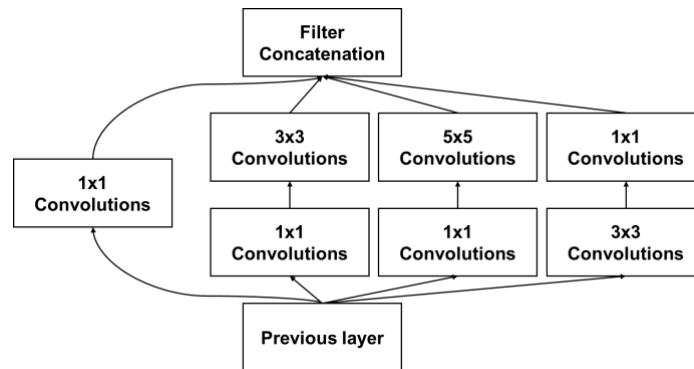 Filter
Concatenation
3x3
Convolutions
5x5
Convolutions
1x1
Convolutions
1x1
Convolutions
1x1
Convolutions
1x1
Convolutions
3x3
Convolutions
Previous layer